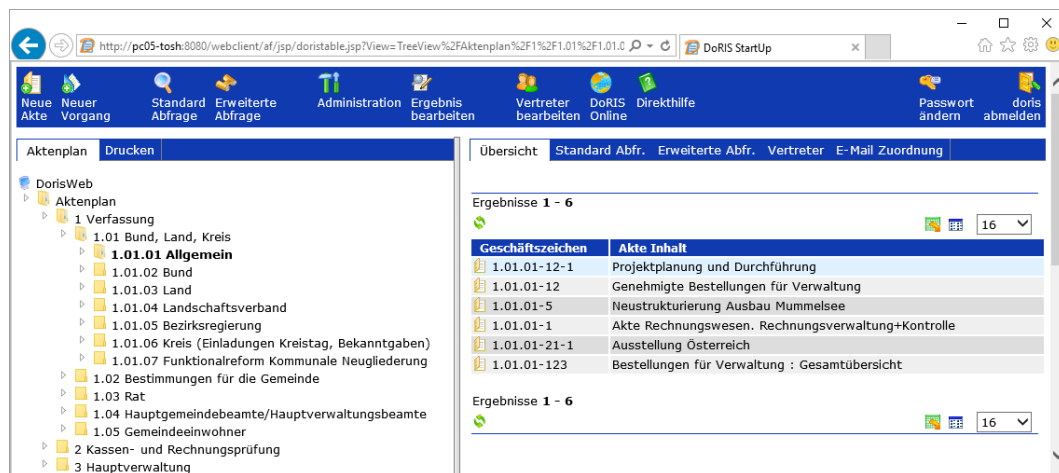 http://pc05-tosh:8080/webclient/af/jsp/doristable.jsp?View=TreeView%2FAktenplan%2F1%2F1.01%2F1.01.0
DoRIS StartUp
Neue Akte
Neuer Vorgang
Standard Abfrage
Erweiterte Abfrage
Administration
Ergebnis bearbeiten
Vertreter bearbeiten
DoRIS Online
Direkthilfe
Passwort ändern
doris abmelden
Aktenplan Drucken
DorisWeb
Aktenplan
1 Verfassung
1.01 Bund, Land, Kreis
1.01.01 Allgemein
1.01.02 Bund
1.01.03 Land
1.01.04 Landschaftsverband
1.01.05 Bezirksregierung
1.01.06 Kreis (Einladungen Kreistag, Bekanntgaben)
1.01.07 Funktionalreform Kommunale Neugliederung
1.02 Bestimmungen für die Gemeinde
1.03 Rat
1.04 Hauptgemeindebeamte/Hauptverwaltungsbeamte
1.05 Gemeindeeinwohner
2 Kassen- und Rechnungsprüfung
3 Hauptverwaltung
Übersicht Standard Abfr. Erweiterte Abfr. Vertreter E-Mail Zuordnung
Ergebnisse 1 - 6
16
Geschäftszeichen Akte Inhalt
1.01.01-12-1 Projektplanung und Durchführung
1.01.01-12 Genehmigte Bestellungen für Verwaltung
1.01.01-5 Neustrukturierung Ausbau Mummelsee
1.01.01-1 Akte Rechnungswesen. Rechnungsverwaltung+Kontrolle
1.01.01-21-1 Ausstellung Österreich
1.01.01-123 Bestellungen für Verwaltung : Gesamtübersicht
Ergebnisse 1 - 6
16